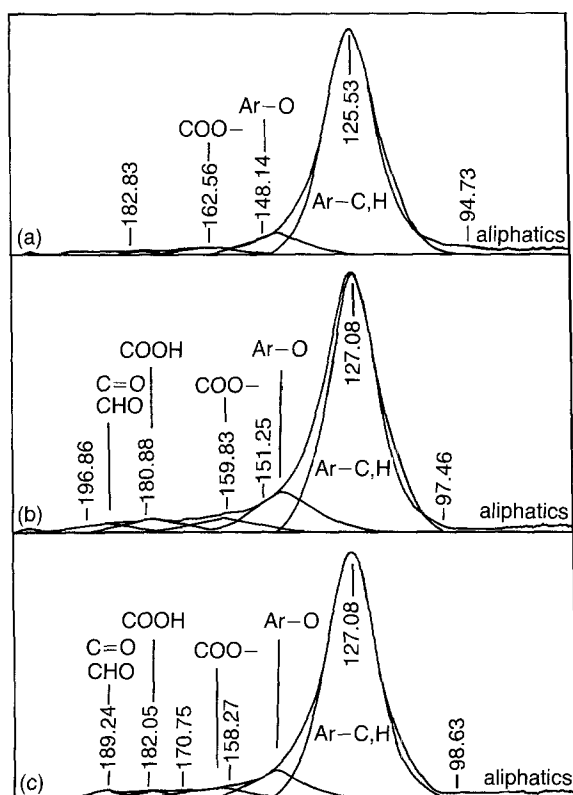 Ar–O
COO–
125.53
–182.83
–162.56
–148.14
Ar–C,H
–94.73
(a)
aliphatics
COOH
Ar–O
C=O
CHO
COO–
127.08
–196.86
–180.88
–159.83
–151.25
Ar–C,H
–97.46
(b)
aliphatics
COOH
Ar–O
C=O
CHO
COO–
127.08
–189.24
–182.05
–170.75
–158.27
Ar–C,H
–98.63
(c)
aliphatics